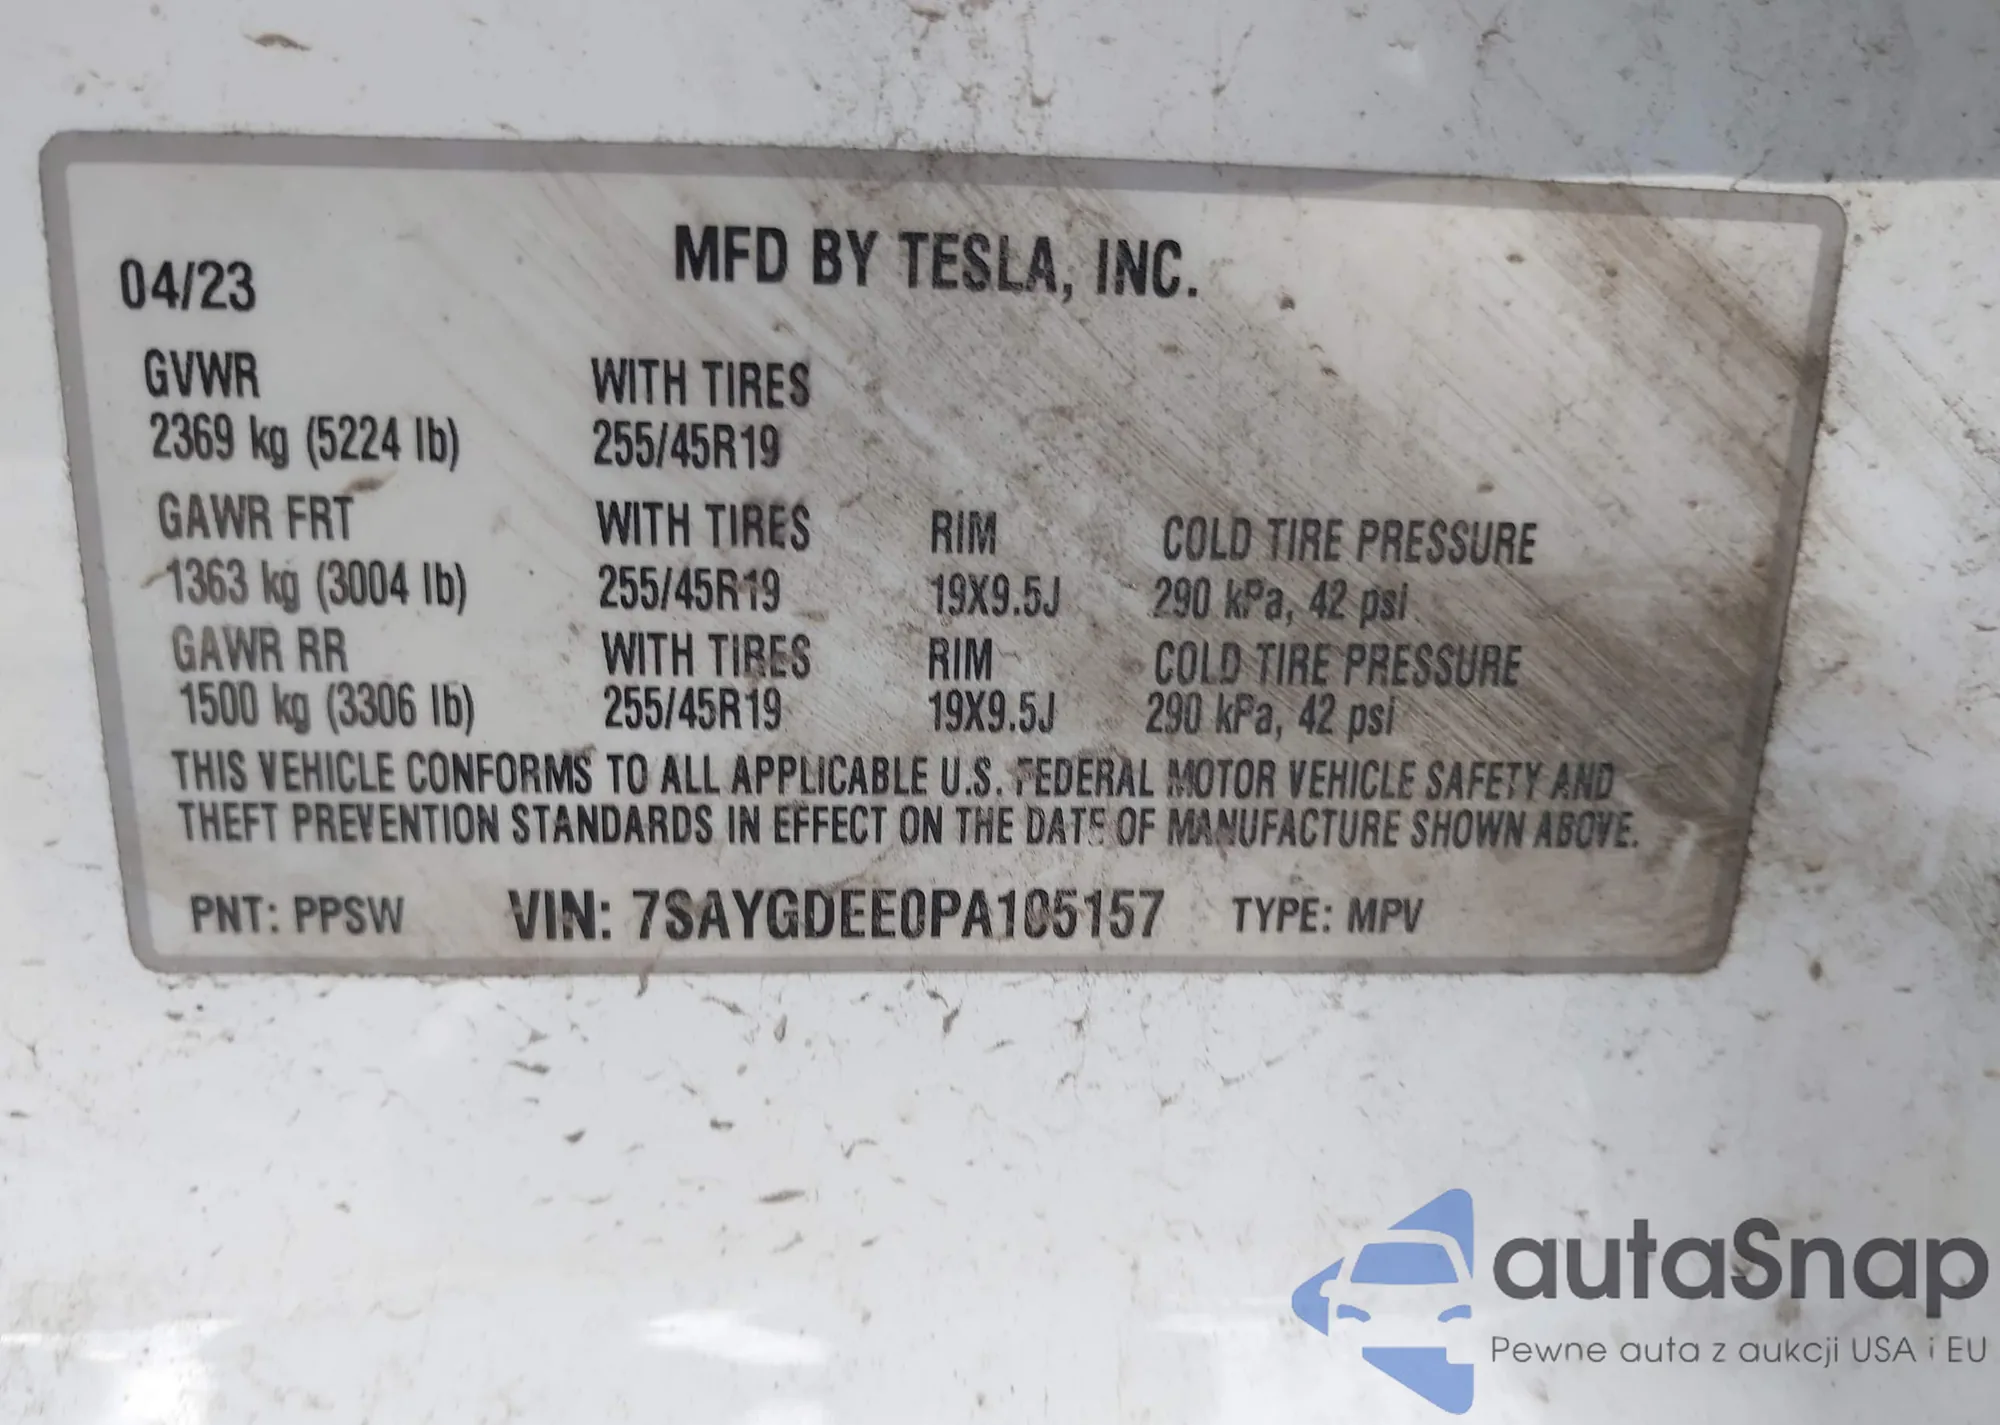 MFD BY TESLA, INC.
04/23
GVWR WITH TIRES
2369 kg (5224 lb) 255/45R19
GAWR FRT WITH TIRES RIM COLD TIRE PRESSURE
1363 kg (3004 lb) 255/45R19 19X9.5J 290 kPa, 42 psi
GAWR RR WITH TIRES RIM COLD TIRE PRESSURE
1500 kg (3306 lb) 255/45R19 19X9.5J 290 kPa, 42 psi
THIS VEHICLE CONFORMS TO ALL APPLICABLE U.S. FEDERAL MOTOR VEHICLE SAFETY AND
THEFT PREVENTION STANDARDS IN EFFECT ON THE DATE OF MANUFACTURE SHOWN ABOVE.
PNT: PPSW VIN: 7SAYGDEE0PA105157 TYPE: MPV
autaSnap
Pewne auta z aukcji USA i EU